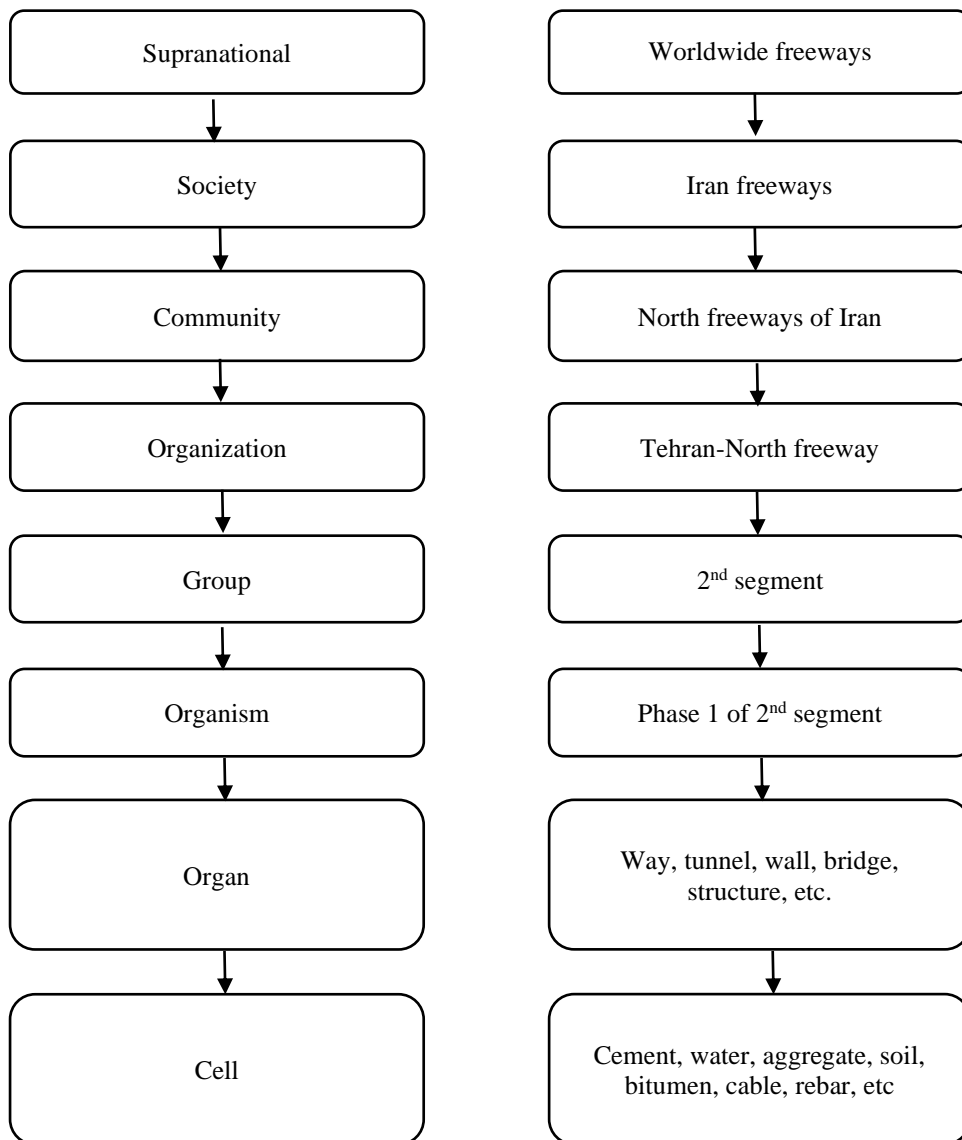 Supranational
Worldwide freeways
Society
Iran freeways
Community
North freeways of Iran
Organization
Tehran-North freeway
Group
2nd segment
Organism
Phase 1 of 2nd segment
Organ
Way, tunnel, wall, bridge,
structure, etc.
Cell
Cement, water, aggregate, soil,
bitumen, cable, rebar, etc